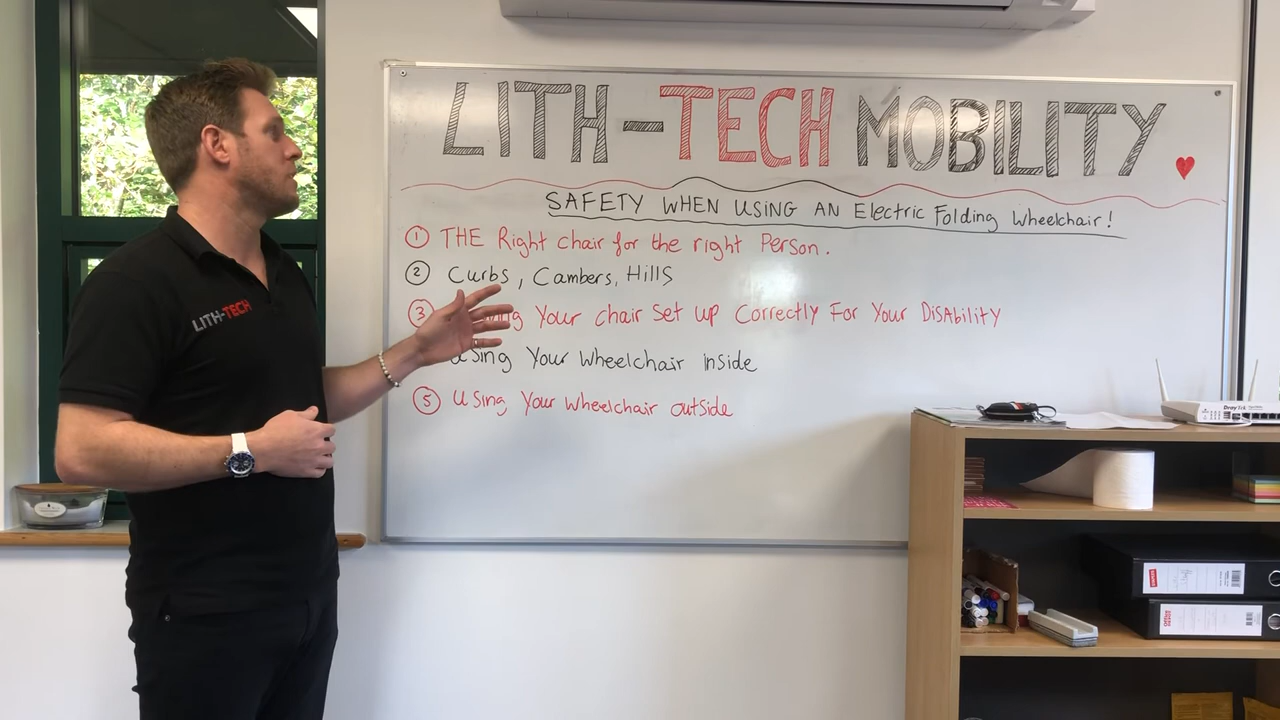 LITH-TECH MOBILITY.
SAFETY WHEN USING AN Electric Folding Wheelchair!
① THE Right chair for the right Person.
② Curbs, Cambers, Hills
③ Your chair Set up Correctly For Your DisAbility
using Your Wheelchair inside
⑤ Using Your Wheelchair outside
LITH-TECH
DrayTek